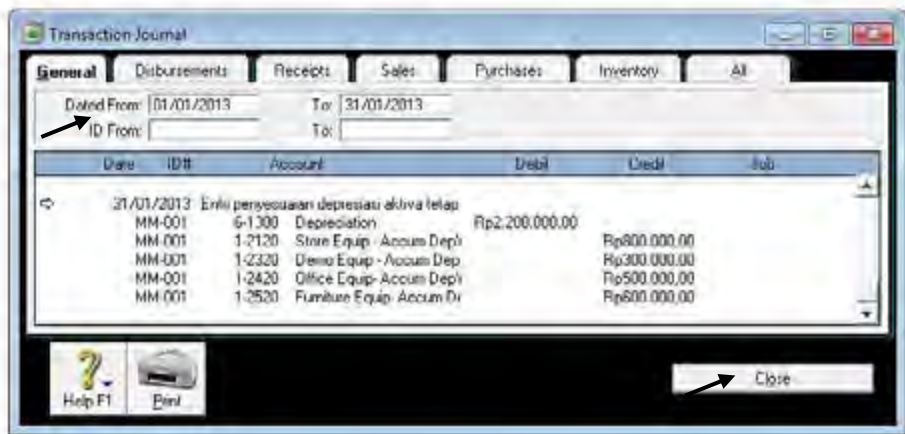 Transaction Journal
General Disbursements Receipts Sales Purchases Inventory All
Dated From: 01/01/2013 To: 31/01/2013
ID From: To:
Date ID# Account Debit Credit Job
31/01/2013 Entri penyesuaian depresiasi aktiva tetap
MM-001 6-1300 Depreciation Rp2.200.000,00
MM-001 1-2120 Store Equip - Accum Dep'r Rp800.000,00
MM-001 1-2320 Demo Equip - Accum Dep Rp300.000,00
MM-001 1-2420 Office Equip- Accum Dep'r Rp500.000,00
MM-001 1-2520 Furniture Equip- Accum De Rp600.000,00
Help F1 Print Close